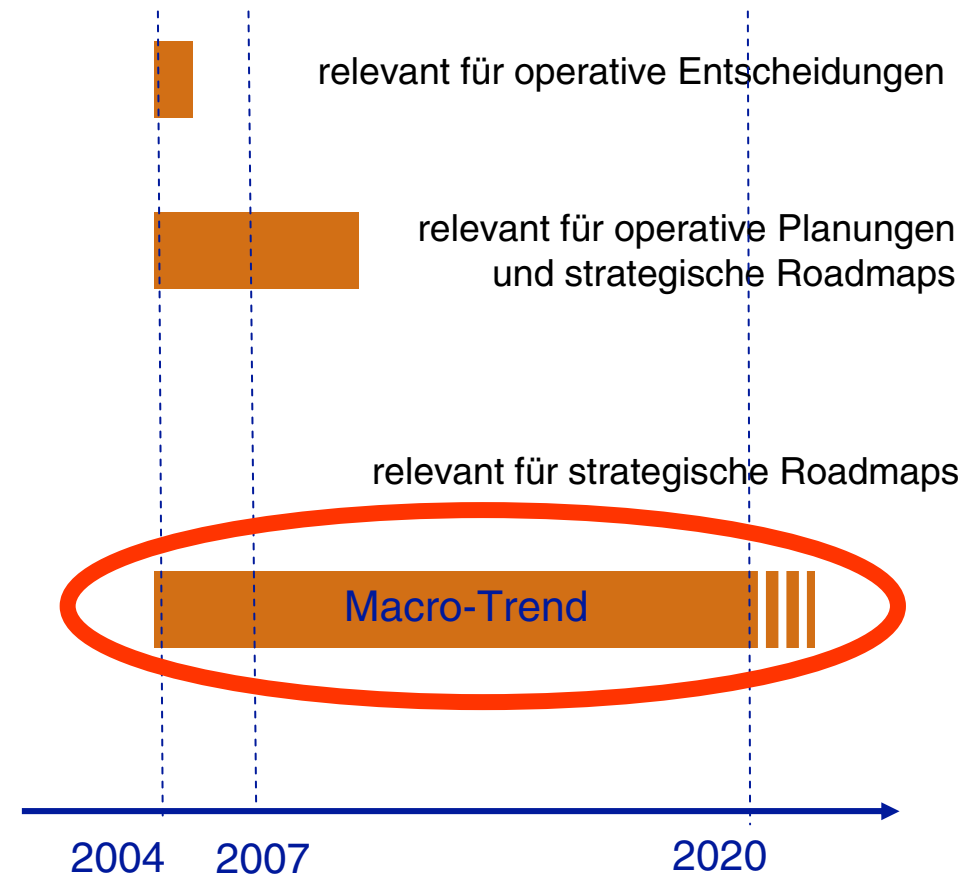 relevant für operative Entscheidungen
relevant für operative Planungen
und strategische Roadmaps
relevant für strategische Roadmaps
Macro-Trend
2004 2007 2020